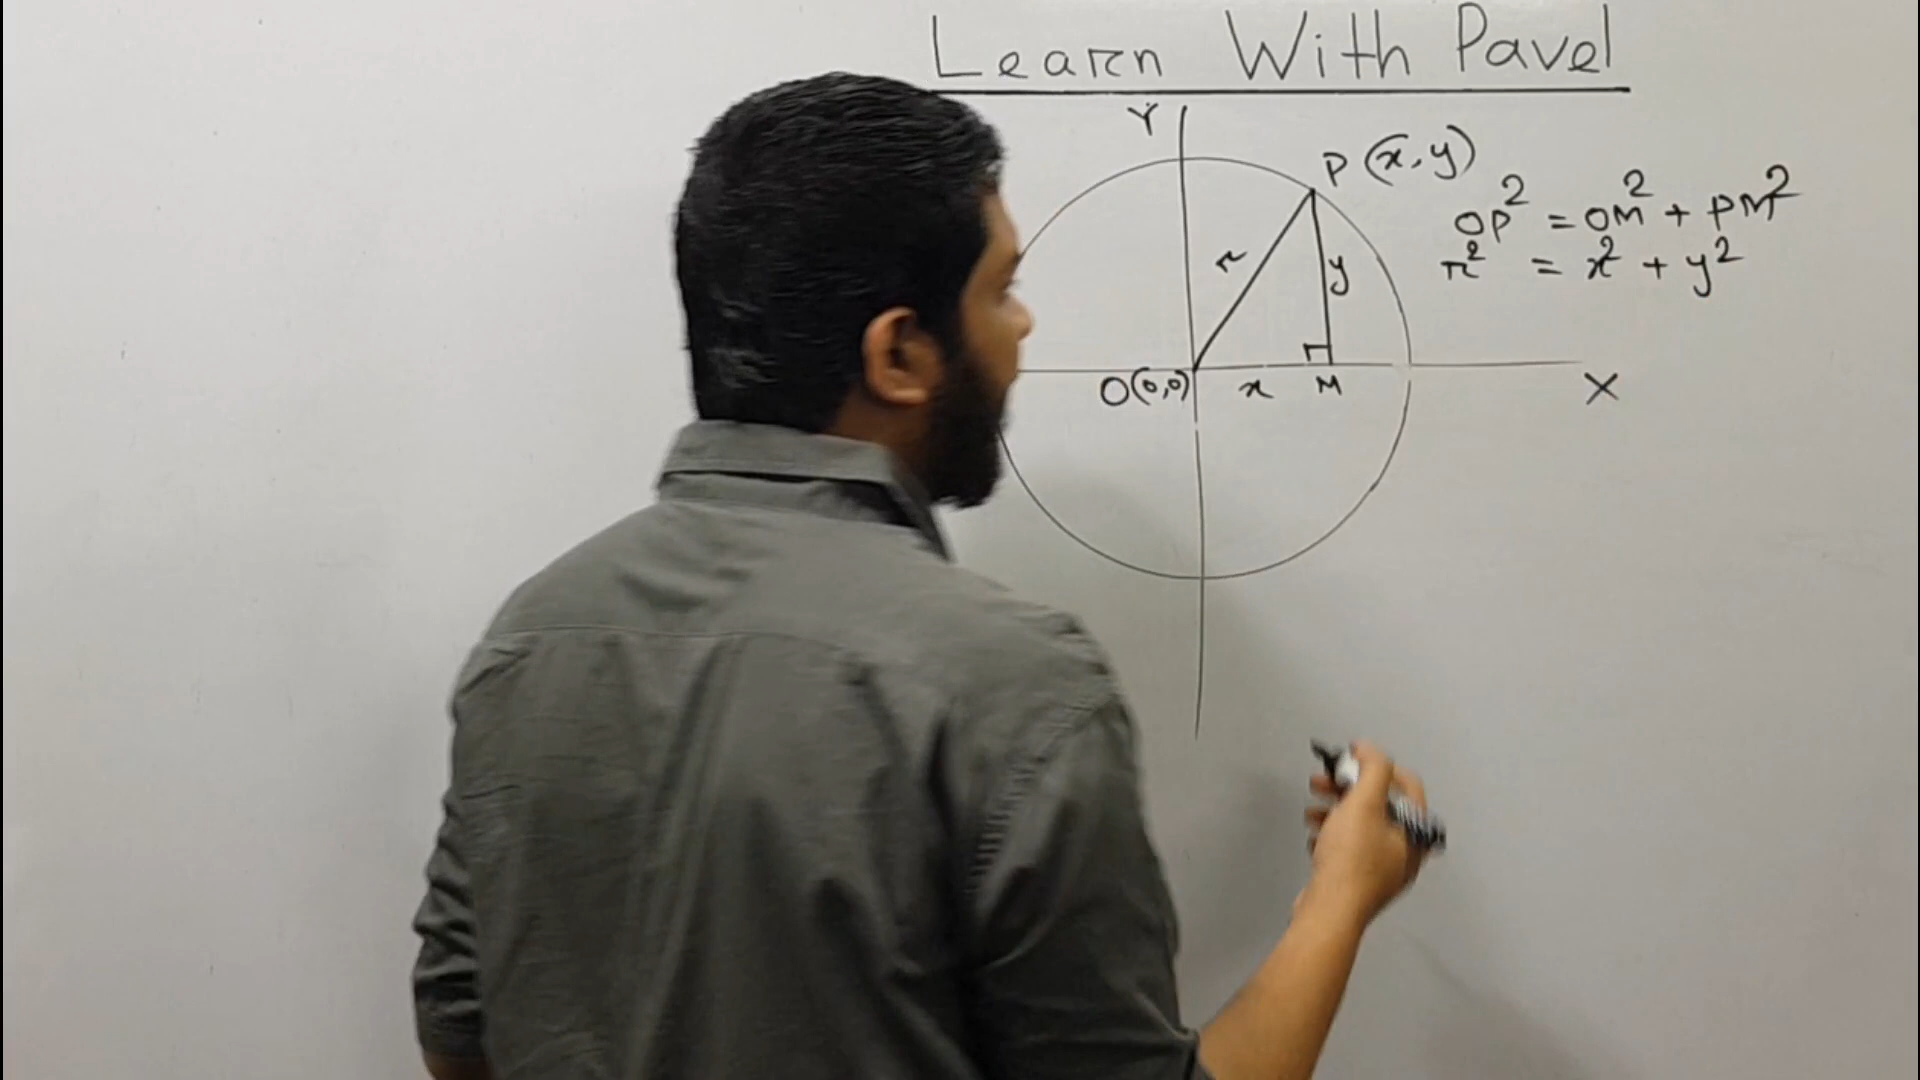 Learn With Pavel
Y
P (x, y)
OP² = OM² + PM²
r² = x² + y²
r
y
O(0,0)
x
M
X